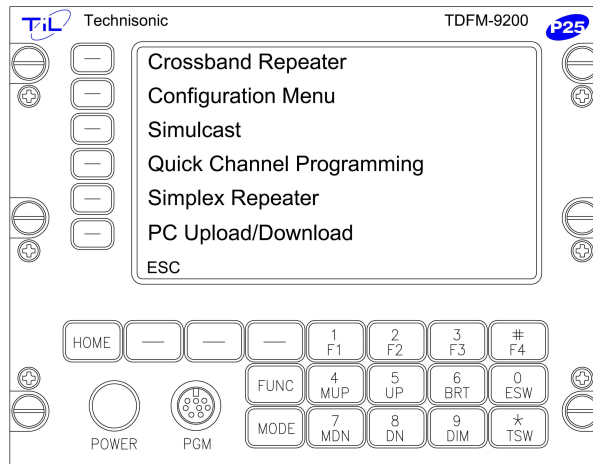 TiL Technisonic TDFM-9200 P25
Crossband Repeater
Configuration Menu
Simulcast
Quick Channel Programming
Simplex Repeater
PC Upload/Download
ESC
HOME 1 2 3 #
F1 F2 F3 F4
FUNC 4 5 6 0
MUP UP BRT ESW
MODE 7 8 9 *
MDN DN DIM TSW
POWER PGM